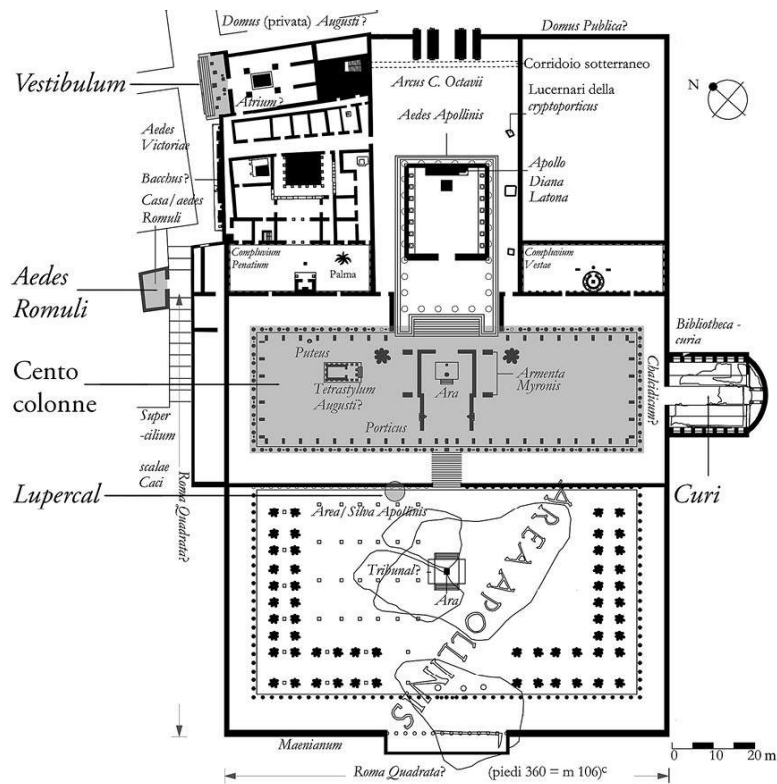 Domus (privata) Augusti?
Domus Publica?
Vestibulum
Atrium?
Arcus C. Octavii
Corridoio sotterraneo
Lucernari della
cryptoporticus
N
Aedes
Victoriae
Aedes Apollinis
Bacchus?
Casa/aedes
Romuli
Apollo
Diana
Latona
Compluvium
Penatium
Palma
Compluvium
Vestae
Aedes
Romuli
Bibliotheca -
curia
Puteus
Cento
colonne
Tetrastylum
Augusti?
Ara
Armenta
Myronis
Chalcidicum?
Porticus
Super
-cilium
scalae
Caci
Roma Quadrata?
Lupercal
Curi
Area/ Silva Apollinis
AREA APOLLINIS
Tribunal?
Ara
Maenianum
0 10 20 m
Roma Quadrata? (piedi 360 = m 106)c